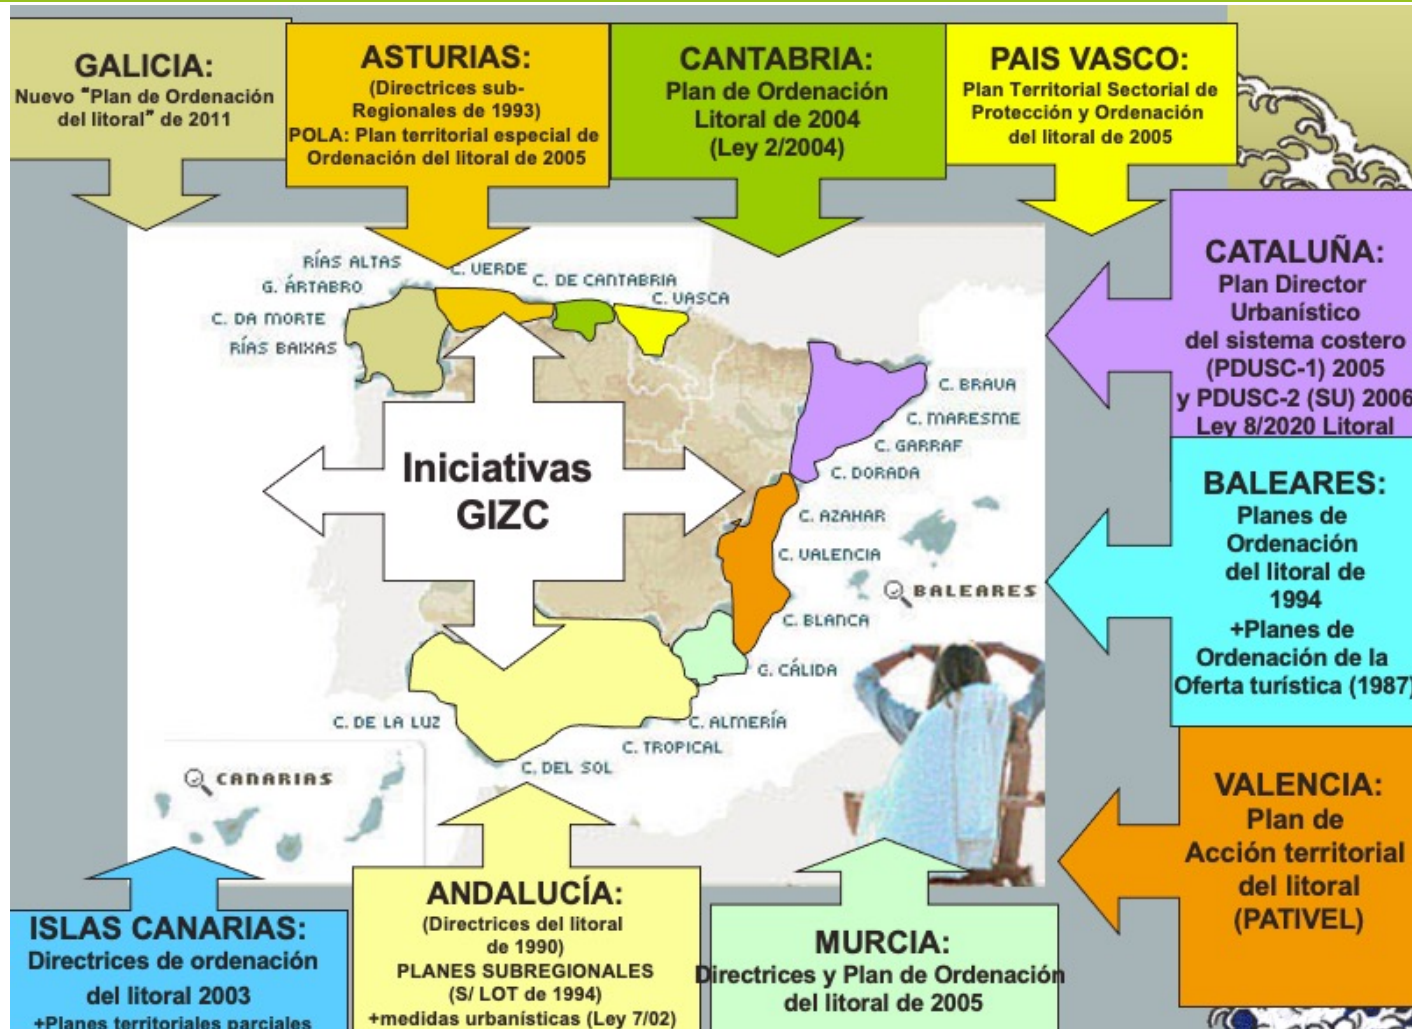 GALICIA:
Nuevo "Plan de Ordenación
del litoral" de 2011
ASTURIAS:
(Directrices sub-
Regionales de 1993)
POLA: Plan territorial especial de
Ordenación del litoral de 2005
CANTABRIA:
Plan de Ordenación
Litoral de 2004
(Ley 2/2004)
PAIS VASCO:
Plan Territorial Sectorial de
Protección y Ordenación
del litoral de 2005
CATALUÑA:
Plan Director
Urbanístico
del sistema costero
(PDUSC-1) 2005
y PDUSC-2 (SU) 2006
Ley 8/2020 Litoral
BALEARES:
Planes de
Ordenación
del litoral de
1994
+Planes de
Ordenación de la
Oferta turística (1987)
VALENCIA:
Plan de
Acción territorial
del litoral
(PATIVEL)
RÍAS ALTAS
G. ÁRTABRO
C. DA MORTE
RÍAS BAIXAS
C. VERDE
C. DE CANTABRIA
C. VASCA
C. BRAVA
C. MARESME
C. GARRAF
C. DORADA
C. AZAHAR
C. VALENCIA
BALEARES
C. BLANCA
G. CÁLIDA
C. ALMERÍA
C. TROPICAL
C. DEL SOL
C. DE LA LUZ
CANARIAS
Iniciativas
GIZC
ISLAS CANARIAS:
Directrices de ordenación
del litoral 2003
+Planes territoriales parciales
ANDALUCÍA:
(Directrices del litoral
de 1990)
PLANES SUBREGIONALES
(S/ LOT de 1994)
+medidas urbanísticas (Ley 7/02)
MURCIA:
Directrices y Plan de Ordenación
del litoral de 2005